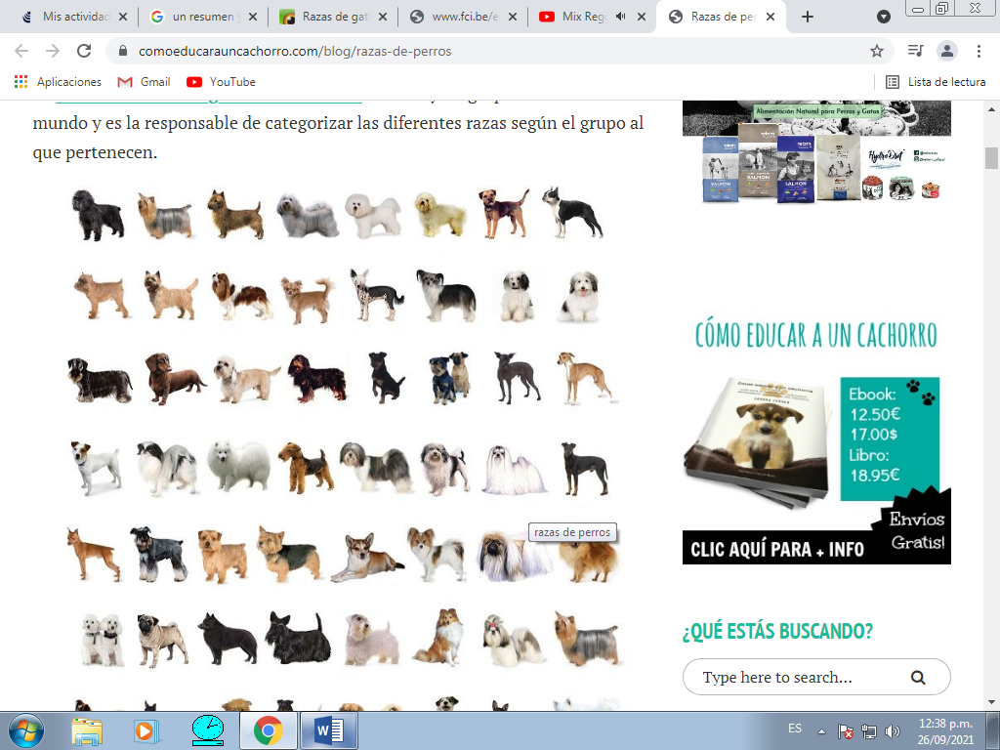 Mis actividad
un resumen y
Razas de gat
www.fci.be/e
Mix Reg
Razas de per
comoeducarauncachorro.com/blog/razas-de-perros
Aplicaciones
Gmail
YouTube
Lista de lectura
mundo y es la responsable de categorizar las diferentes razas según el grupo al
que pertenecen.
Alimentación Natural para Perros y Gatos
SALMON
SALMON
SALMON
CÓMO EDUCAR A UN CACHORRO
Ebook:
12.50€
17.00$
Libro:
18.95€
Envíos
Gratis!
CLIC AQUÍ PARA + INFO
razas de perros
¿QUÉ ESTÁS BUSCANDO?
Type here to search...
ES
12:38 p.m.
26/09/2021